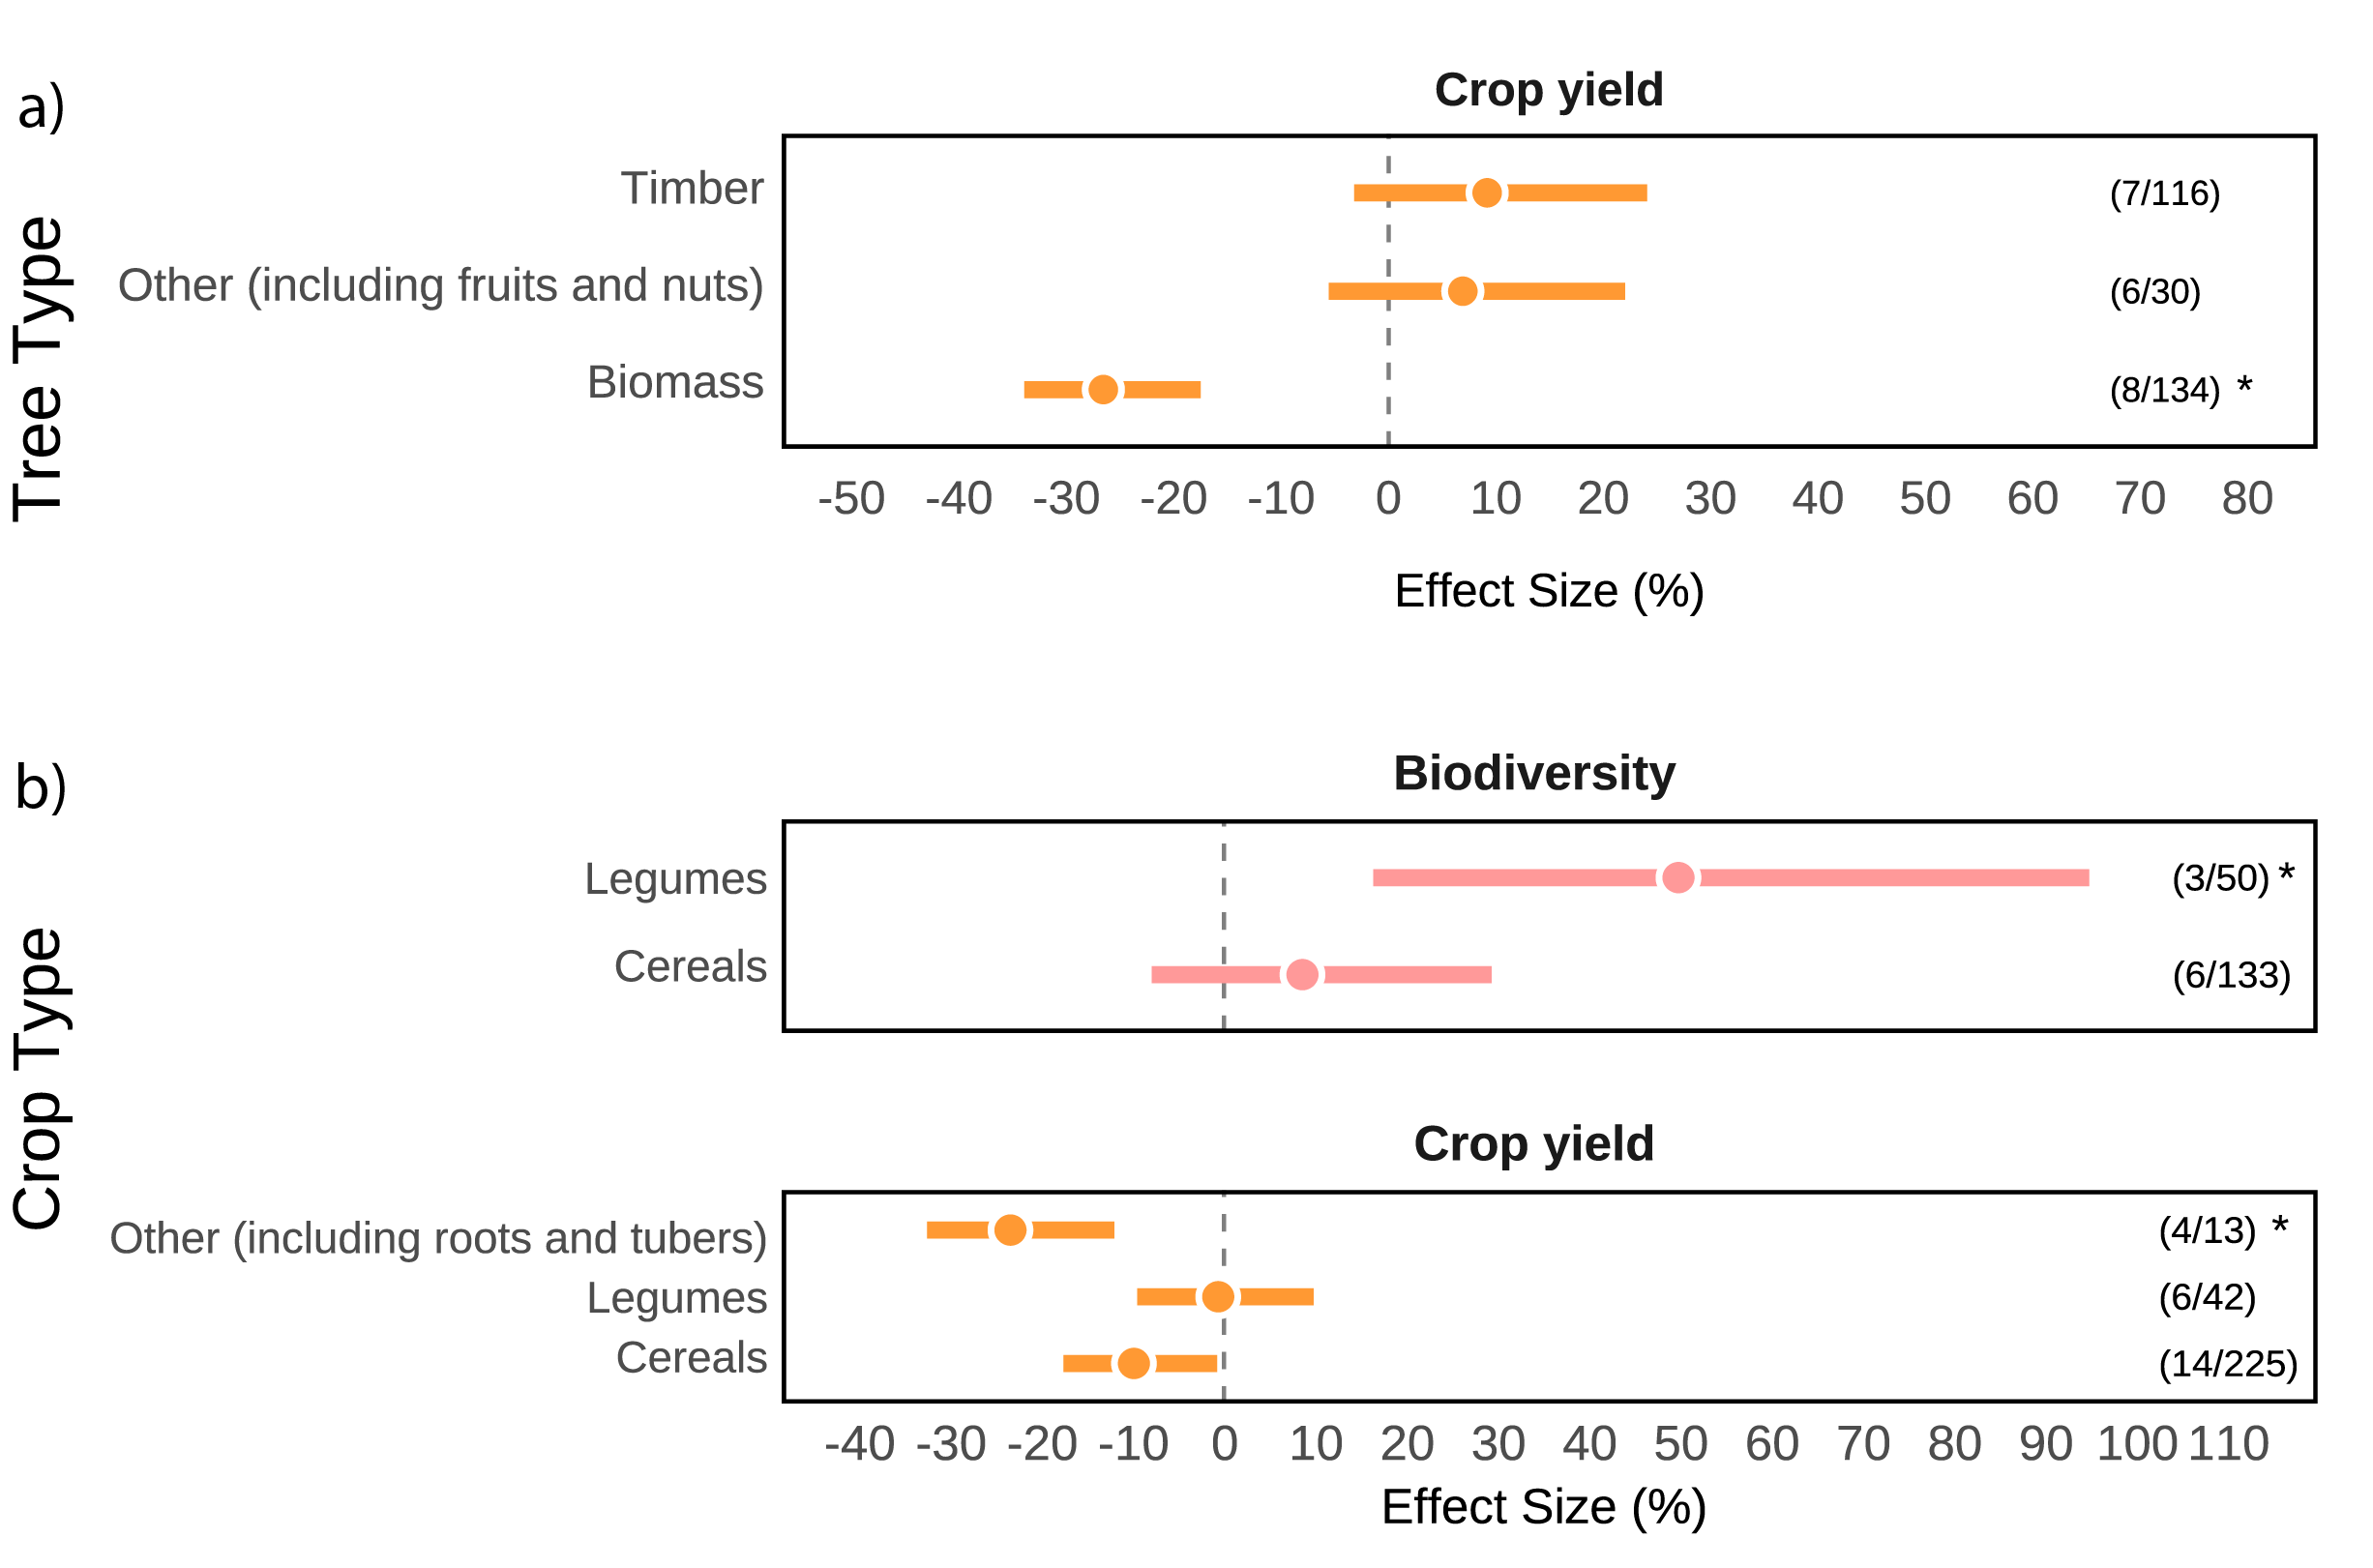 a)
Crop yield
Tree Type
Timber
(7/116)
Other (including fruits and nuts)
(6/30)
Biomass
(8/134) *
-50 -40 -30 -20 -10 0 10 20 30 40 50 60 70 80
Effect Size (%)
b)
Biodiversity
Crop Type
Legumes
(3/50) *
Cereals
(6/133)
Crop yield
Other (including roots and tubers)
(4/13) *
Legumes
(6/42)
Cereals
(14/225)
-40 -30 -20 -10 0 10 20 30 40 50 60 70 80 90 100 110
Effect Size (%)